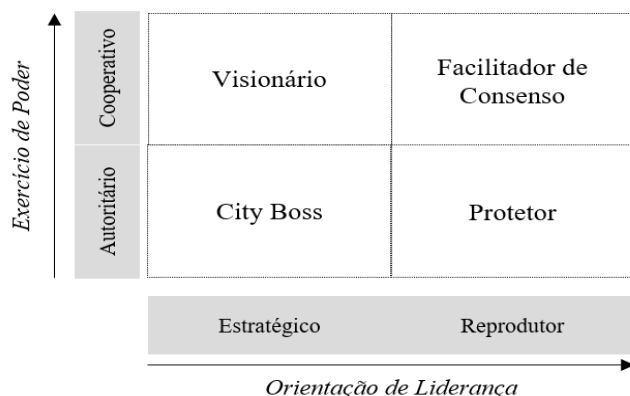 Exercício de Poder
Cooperativo
Visionário
Facilitador de
Consenso
Autoritário
City Boss
Protetor
Estratégico
Reprodutor
Orientação de Liderança